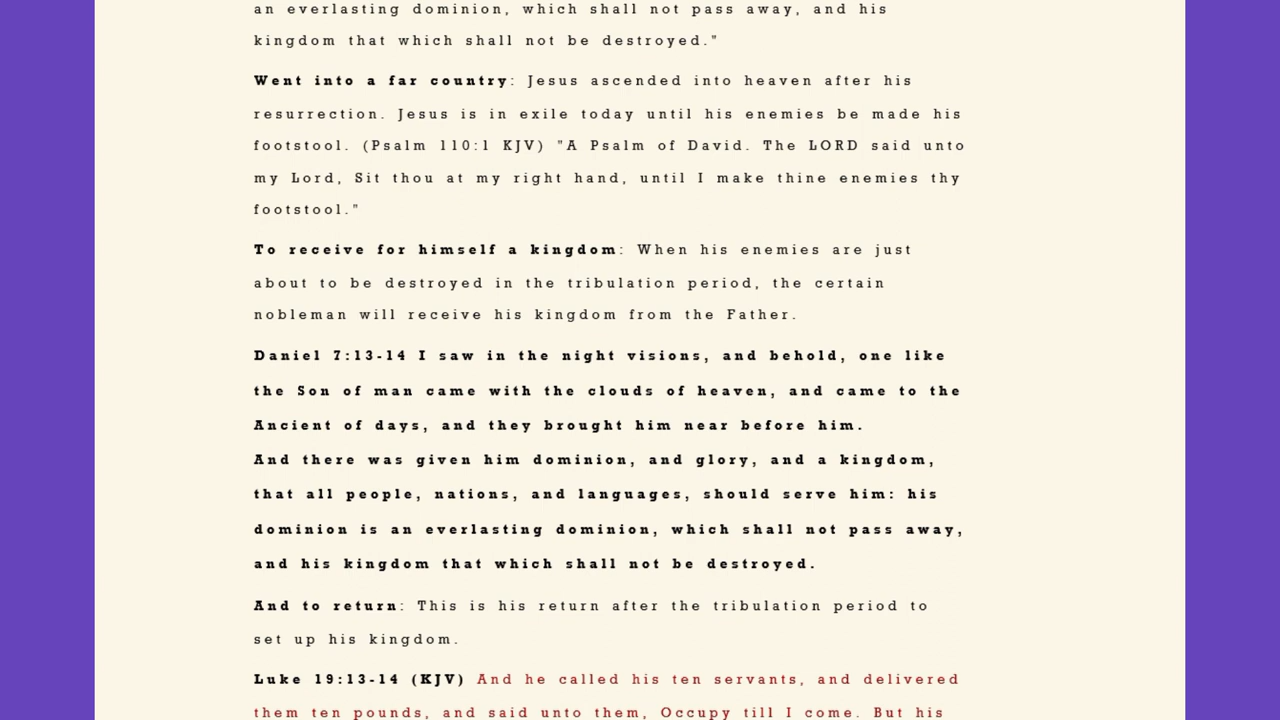 an everlasting dominion, which shall not pass away, and his
kingdom that which shall not be destroyed."
Went into a far country: Jesus ascended into heaven after his
resurrection. Jesus is in exile today until his enemies be made his
footstool. (Psalm 110:1 KJV) "A Psalm of David. The LORD said unto
my Lord, Sit thou at my right hand, until I make thine enemies thy
footstool."
To receive for himself a kingdom: When his enemies are just
about to be destroyed in the tribulation period, the certain
nobleman will receive his kingdom from the Father.
Daniel 7:13-14 I saw in the night visions, and behold, one like
the Son of man came with the clouds of heaven, and came to the
Ancient of days, and they brought him near before him.
And there was given him dominion, and glory, and a kingdom,
that all people, nations, and languages, should serve him: his
dominion is an everlasting dominion, which shall not pass away,
and his kingdom that which shall not be destroyed.
And to return: This is his return after the tribulation period to
set up his kingdom.
Luke 19:13-14 (KJV) And he called his ten servants, and delivered
them ten pounds, and said unto them, Occupy till I come. But his